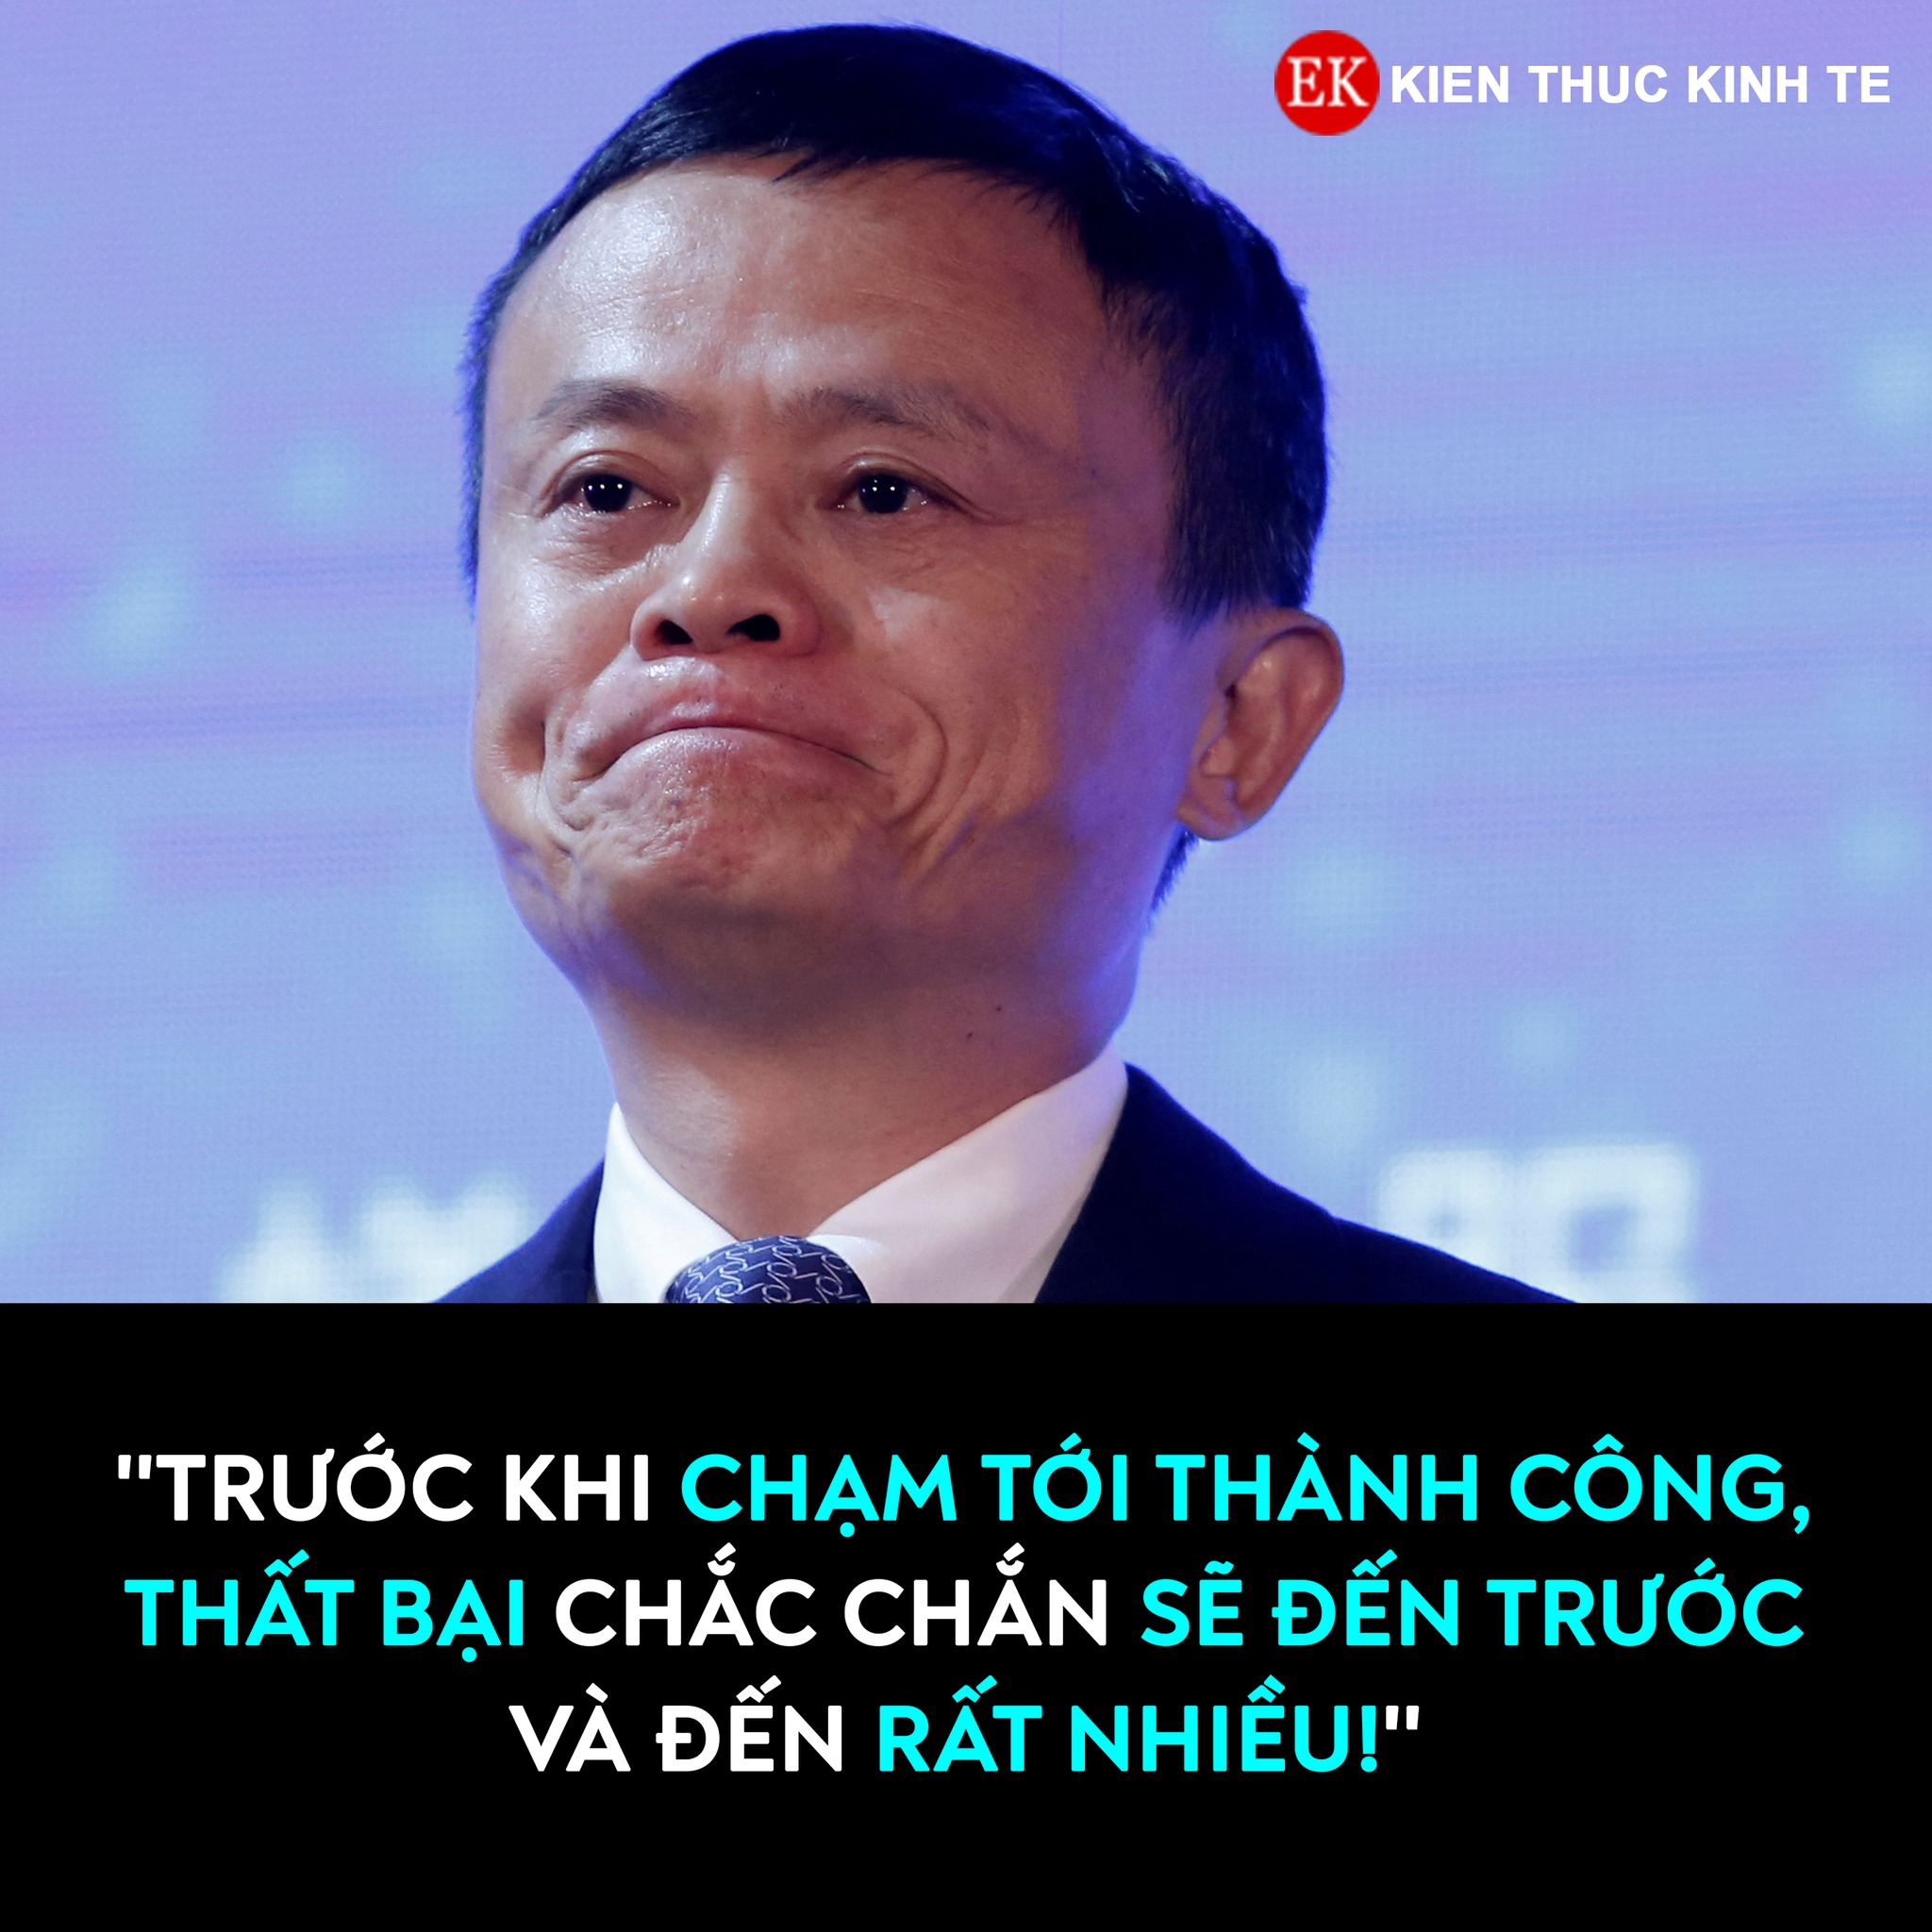 EK KIEN THUC KINH TE
"TRƯỚC KHI CHẠM TỚI THÀNH CÔNG,
THẤT BẠI CHẮC CHẮN SẼ ĐẾN TRƯỚC
VÀ ĐẾN RẤT NHIỀU!"